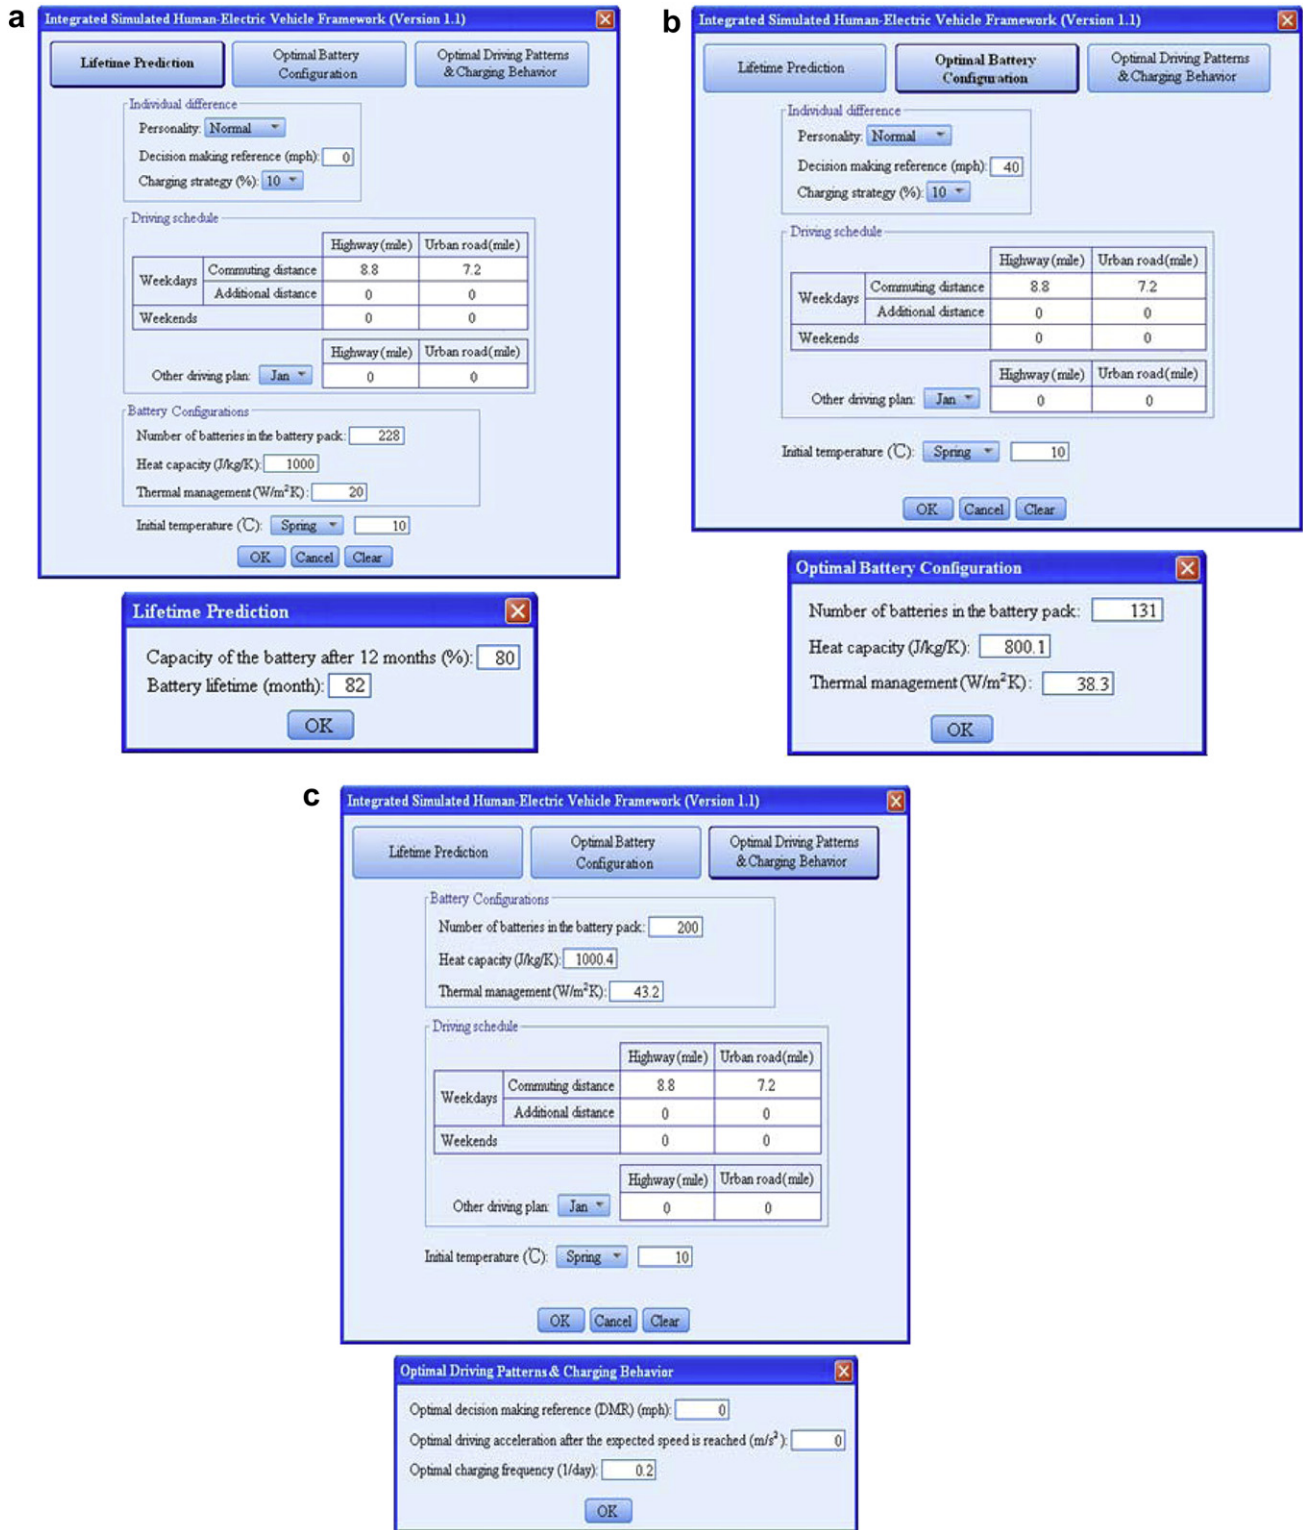 a
Integrated Simulated Human-Electric Vehicle Framework (Version 1.1)
Lifetime Prediction
Optimal Battery
Configuration
Optimal Driving Patterns
& Charging Behavior
Individual difference
Personality: Normal
Decision making reference (mph): 0
Charging strategy (%): 10
Driving schedule
Highway (mile) Urban road(mile)
Weekdays Commuting distance 8.8 7.2
Additional distance 0 0
Weekends 0 0
Highway (mile) Urban road(mile)
Other driving plan: Jan 0 0
Battery Configurations
Number of batteries in the battery pack: 228
Heat capacity (J/kg/K): 1000
Thermal management (W/m²K): 20
Initial temperature (℃): Spring 10
OK Cancel Clear
Lifetime Prediction
Capacity of the battery after 12 months (%): 80
Battery lifetime (month): 82
OK
b
Integrated Simulated Human-Electric Vehicle Framework (Version 1.1)
Lifetime Prediction
Optimal Battery
Configuration
Optimal Driving Patterns
& Charging Behavior
Individual difference
Personality: Normal
Decision making reference (mph): 40
Charging strategy (%): 10
Driving schedule
Highway (mile) Urban road(mile)
Weekdays Commuting distance 8.8 7.2
Additional distance 0 0
Weekends 0 0
Highway (mile) Urban road(mile)
Other driving plan: Jan 0 0
Initial temperature (℃): Spring 10
OK Cancel Clear
Optimal Battery Configuration
Number of batteries in the battery pack: 131
Heat capacity (J/kg/K): 800.1
Thermal management (W/m²K): 38.3
OK
c
Integrated Simulated Human-Electric Vehicle Framework (Version 1.1)
Lifetime Prediction
Optimal Battery
Configuration
Optimal Driving Patterns
& Charging Behavior
Battery Configurations
Number of batteries in the battery pack: 200
Heat capacity (J/kg/K): 1000.4
Thermal management (W/m²K): 43.2
Driving schedule
Highway (mile) Urban road(mile)
Weekdays Commuting distance 8.8 7.2
Additional distance 0 0
Weekends 0 0
Highway (mile) Urban road(mile)
Other driving plan: Jan 0 0
Initial temperature (℃): Spring 10
OK Cancel Clear
Optimal Driving Patterns & Charging Behavior
Optimal decision making reference (DMR) (mph): 0
Optimal driving acceleration after the expected speed is reached (m/s²): 0
Optimal charging frequency (1/day): 0.2
OK